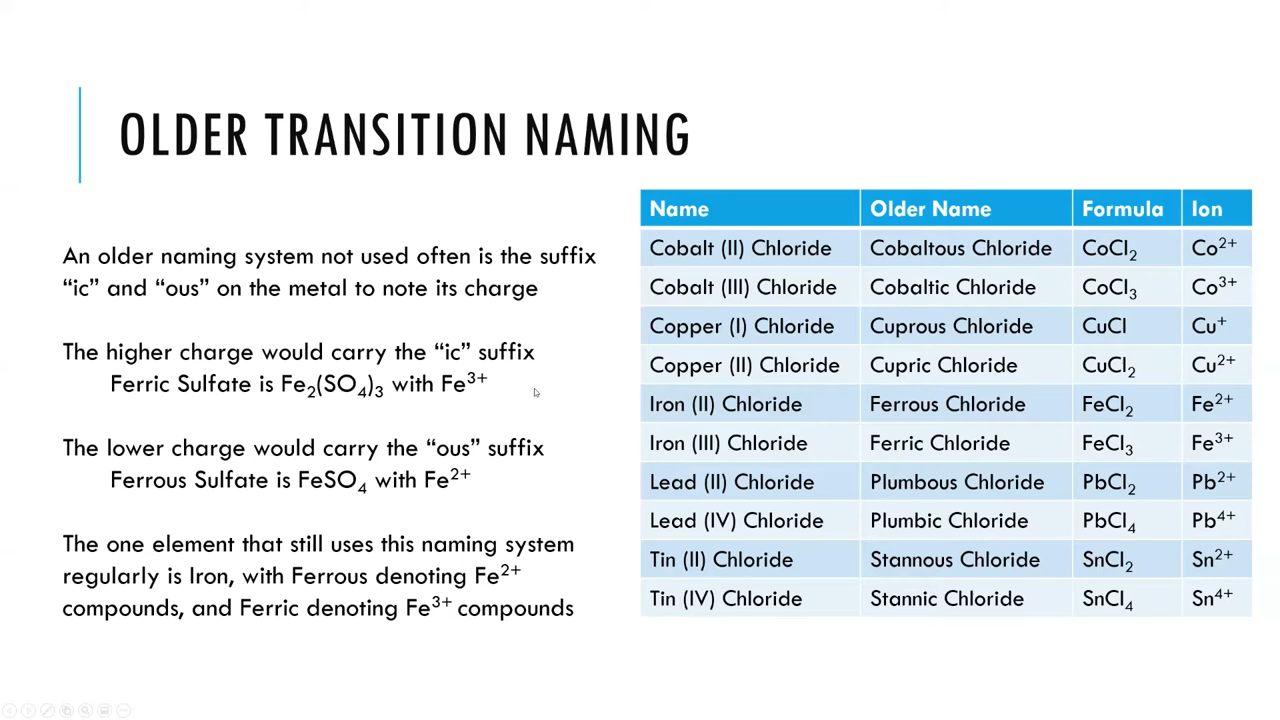 OLDER TRANSITION NAMING
An older naming system not used often is the suffix
“ic” and “ous” on the metal to note its charge
The higher charge would carry the “ic” suffix
Ferric Sulfate is Fe₂(SO₄)₃ with Fe³⁺
The lower charge would carry the “ous” suffix
Ferrous Sulfate is FeSO₄ with Fe²⁺
The one element that still uses this naming system
regularly is Iron, with Ferrous denoting Fe²⁺
compounds, and Ferric denoting Fe³⁺ compounds
Name Older Name Formula Ion
Cobalt (II) Chloride Cobaltous Chloride CoCl₂ Co²⁺
Cobalt (III) Chloride Cobaltic Chloride CoCl₃ Co³⁺
Copper (I) Chloride Cuprous Chloride CuCl Cu⁺
Copper (II) Chloride Cupric Chloride CuCl₂ Cu²⁺
Iron (II) Chloride Ferrous Chloride FeCl₂ Fe²⁺
Iron (III) Chloride Ferric Chloride FeCl₃ Fe³⁺
Lead (II) Chloride Plumbous Chloride PbCl₂ Pb²⁺
Lead (IV) Chloride Plumbic Chloride PbCl₄ Pb⁴⁺
Tin (II) Chloride Stannous Chloride SnCl₂ Sn²⁺
Tin (IV) Chloride Stannic Chloride SnCl₄ Sn⁴⁺